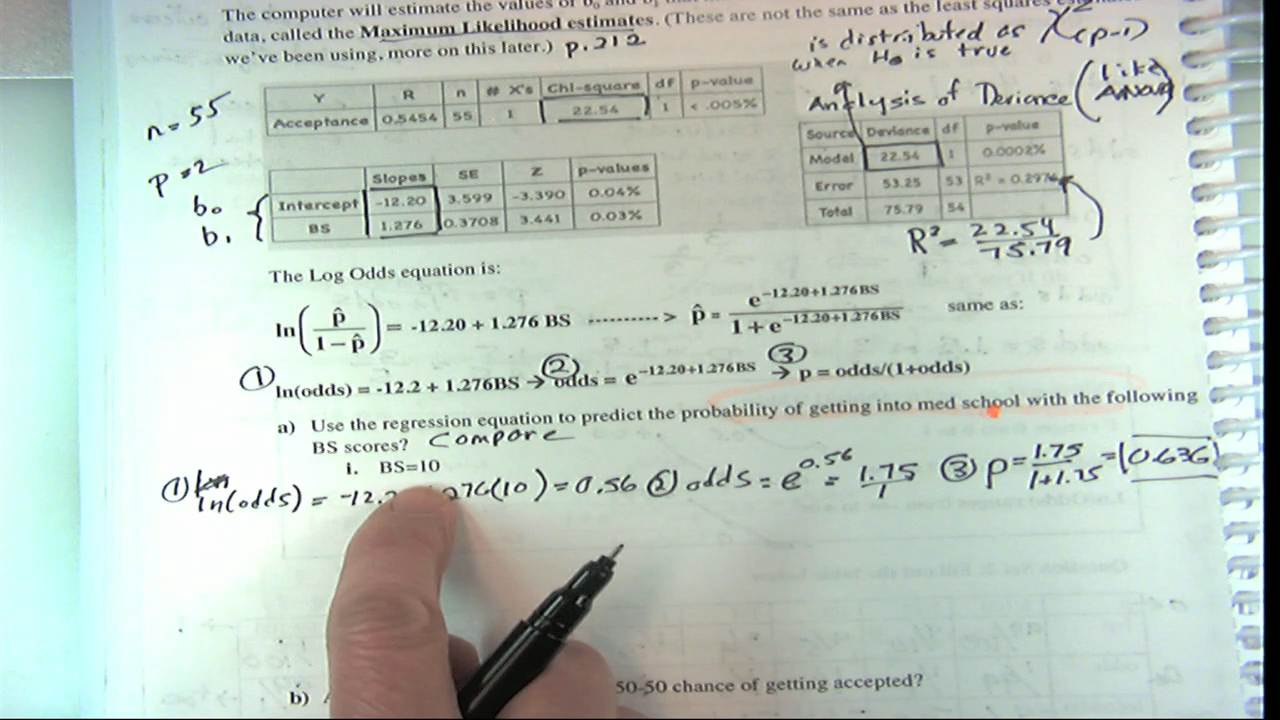 The computer will estimate the values of b₀ and b₁
data, called the Maximum Likelihood estimates. (These are not the same as the least squares
we've been using, more on this later.) p.212
is distributed as χ²(p-1)
when H₀ is true
Analysis of Deviance (like ANOVA)
n = 55
Y R n # X's Chi-square df p-value
Acceptance 0.5454 55 1 22.54 1 < .005%
p = 2
Slopes SE Z p-values
b₀ Intercept -12.20 3.599 -3.390 0.04%
b₁ BS 1.276 0.3708 3.441 0.03%
Source Deviance df p-value
Model 22.54 1 0.0002%
Error 53.25 53 R² = 0.2974
Total 75.79 54
R² = 22.54/75.79
The Log Odds equation is:
ln(p̂/(1-p̂)) = -12.20 + 1.276 BS ----------> p̂ = e^(-12.20+1.276BS)/(1+e^(-12.20+1.276BS)) same as:
① ln(odds) = -12.2 + 1.276BS → ② odds = e^(-12.20+1.276BS) ③ → p = odds/(1+odds)
a) Use the regression equation to predict the probability of getting into med school with the following
BS scores? Compare
i. BS=10
① ln(odds) = -12.2 276(10) = 0.56 ② odds = e^0.56 = 1.75/1 ③ p = 1.75/(1+1.75) = 0.636
b) 50-50 chance of getting accepted?